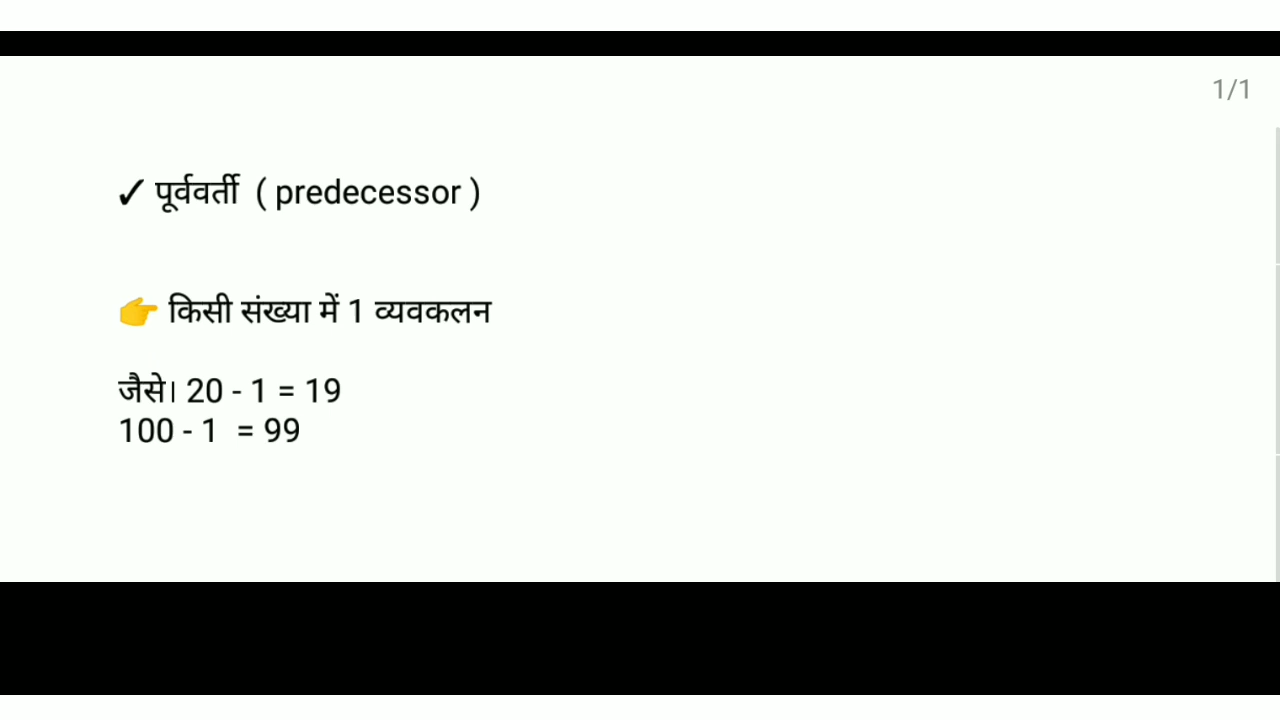 1/1
✓ पूर्ववर्ती ( predecessor )
👉 किसी संख्या में 1 व्यवकलन
जैसे। 20 - 1 = 19
100 - 1 = 99